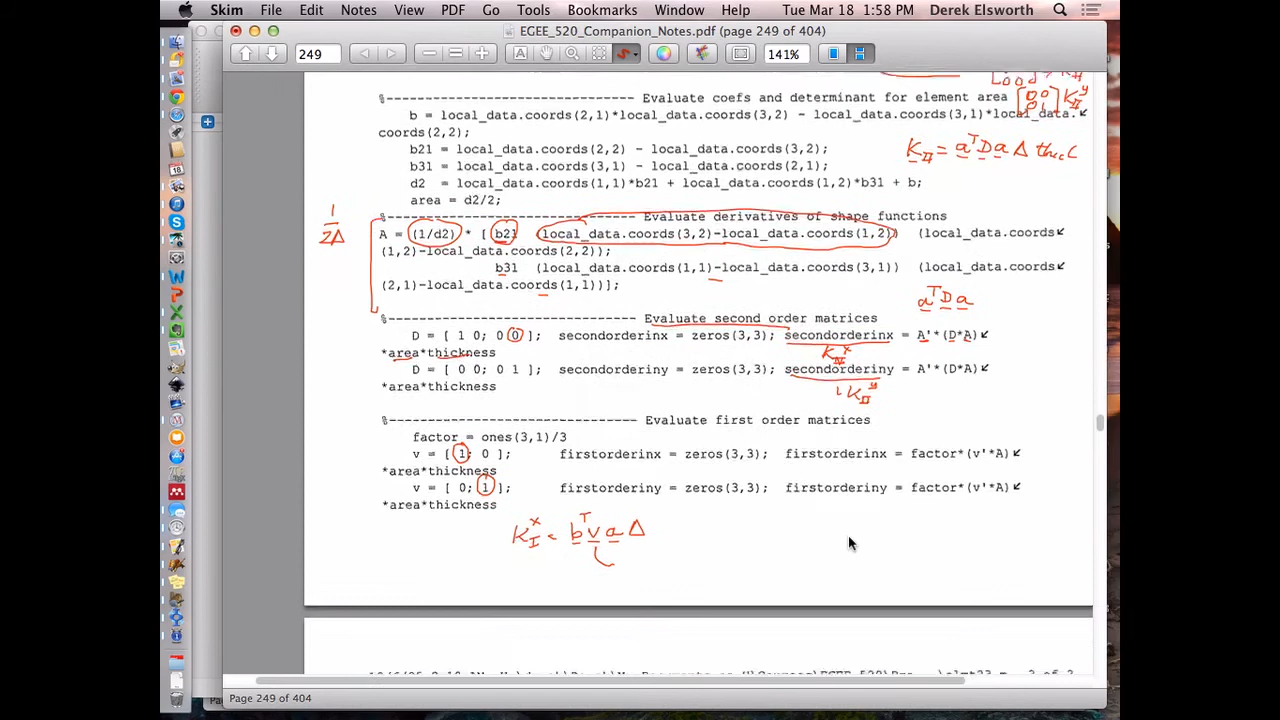 Skim File Edit View Go Tools Bookmarks Window Help Tue Mar 18 1:58 PM Derek Elsworth
EGEE_520_Companion_Notes.pdf (page 249 of 404)
249 141%
%------------------------------- Evaluate coefs and determinant for element area
b = local_data.coords(2,1)*local_data.coords(3,2) - local_data.coords(3,1)*local_data.
coords(2,2);
b21 = local_data.coords(2,2) - local_data.coords(3,2);
b31 = local_data.coords(3,1) - local_data.coords(2,1);
d2 = local_data.coords(1,1)*b21 + local_data.coords(1,2)*b31 + b;
area = d2/2;
K_II = a^T D a Δ
%------------------------------- Evaluate derivatives of shape functions
1/2Δ
A = (1/d2) * [ b21 (local_data.coords(3,2)-local_data.coords(1,2)) (local_data.coords
(1,2)-local_data.coords(2,2));
b31 (local_data.coords(1,1)-local_data.coords(3,1)) (local_data.coords
(2,1)-local_data.coords(1,1))];
a^T D a
%------------------------------- Evaluate second order matrices
D = [ 1 0; 0 0 ]; secondorderinx = zeros(3,3); secondorderinx = A'*(D*A)
*area*thickness
K_II^x
D = [ 0 0; 0 1 ]; secondorderiny = zeros(3,3); secondorderiny = A'*(D*A)
*area*thickness
K_II^y
%------------------------------- Evaluate first order matrices
factor = ones(3,1)/3
v = [ 1; 0 ]; firstorderinx = zeros(3,3); firstorderinx = factor*(v'*A)
*area*thickness
v = [ 0; 1 ]; firstorderiny = zeros(3,3); firstorderiny = factor*(v'*A)
*area*thickness
K_I^x = b^T v a Δ
Page 249 of 404